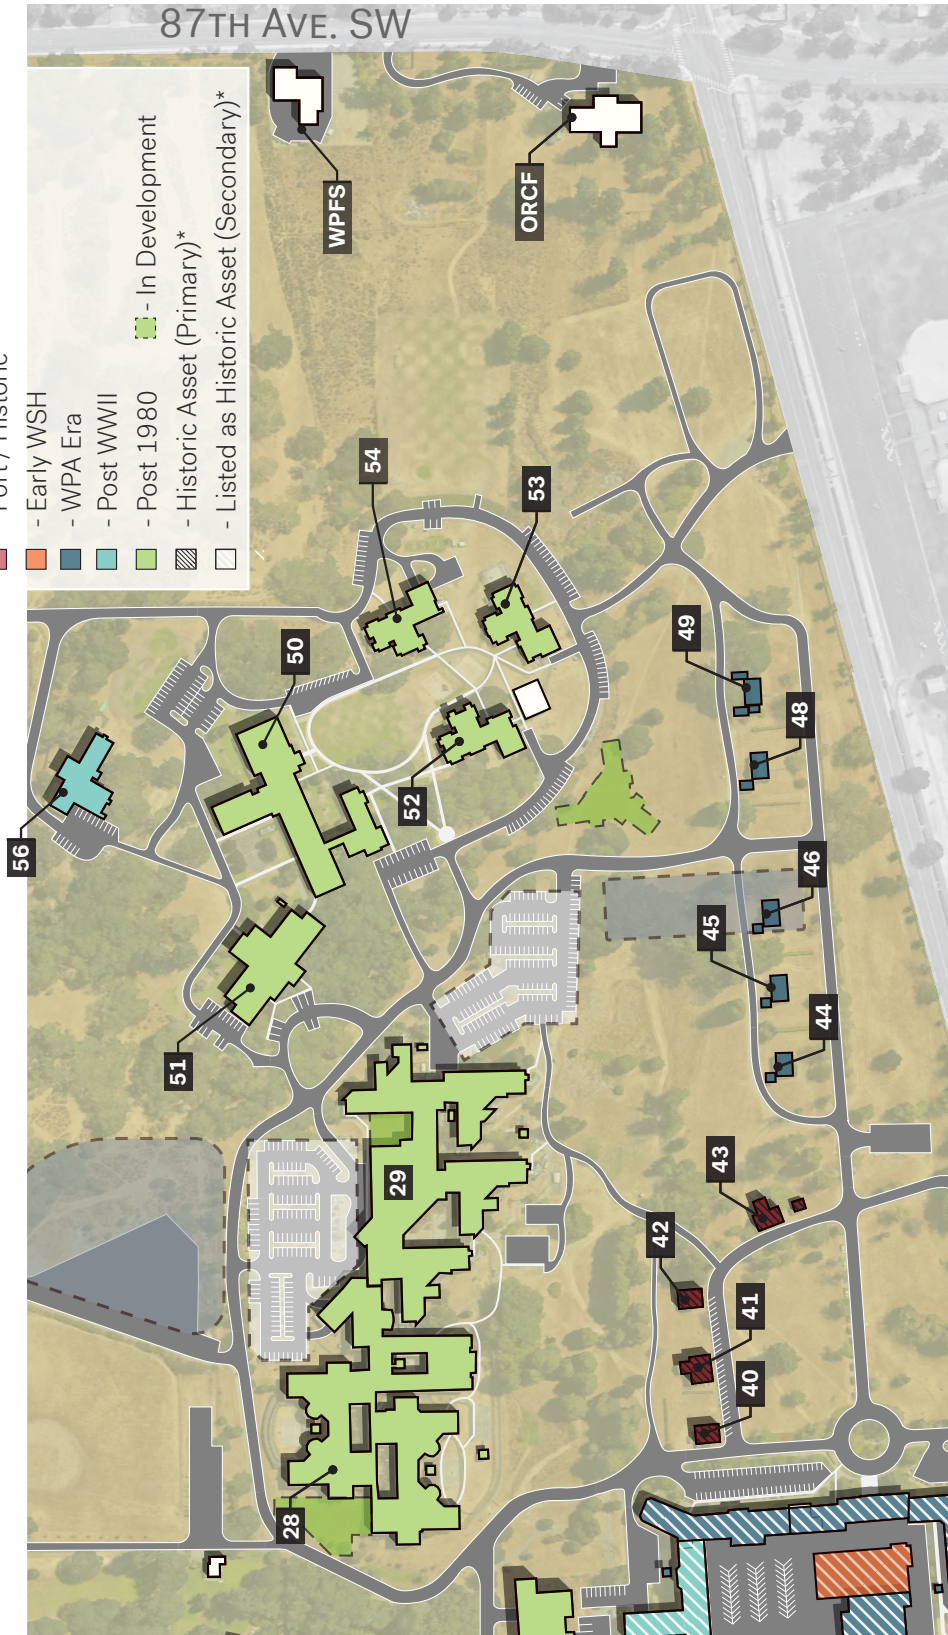 87TH AVE. SW
- Early WSH
- WPA Era
- Post WWII
- Post 1980
- In Development
- Historic Asset (Primary)*
- Listed as Historic Asset (Secondary)*
WPFS
ORCF
54
53
50
49
48
52
56
46
45
51
44
43
29
42
41
40
28